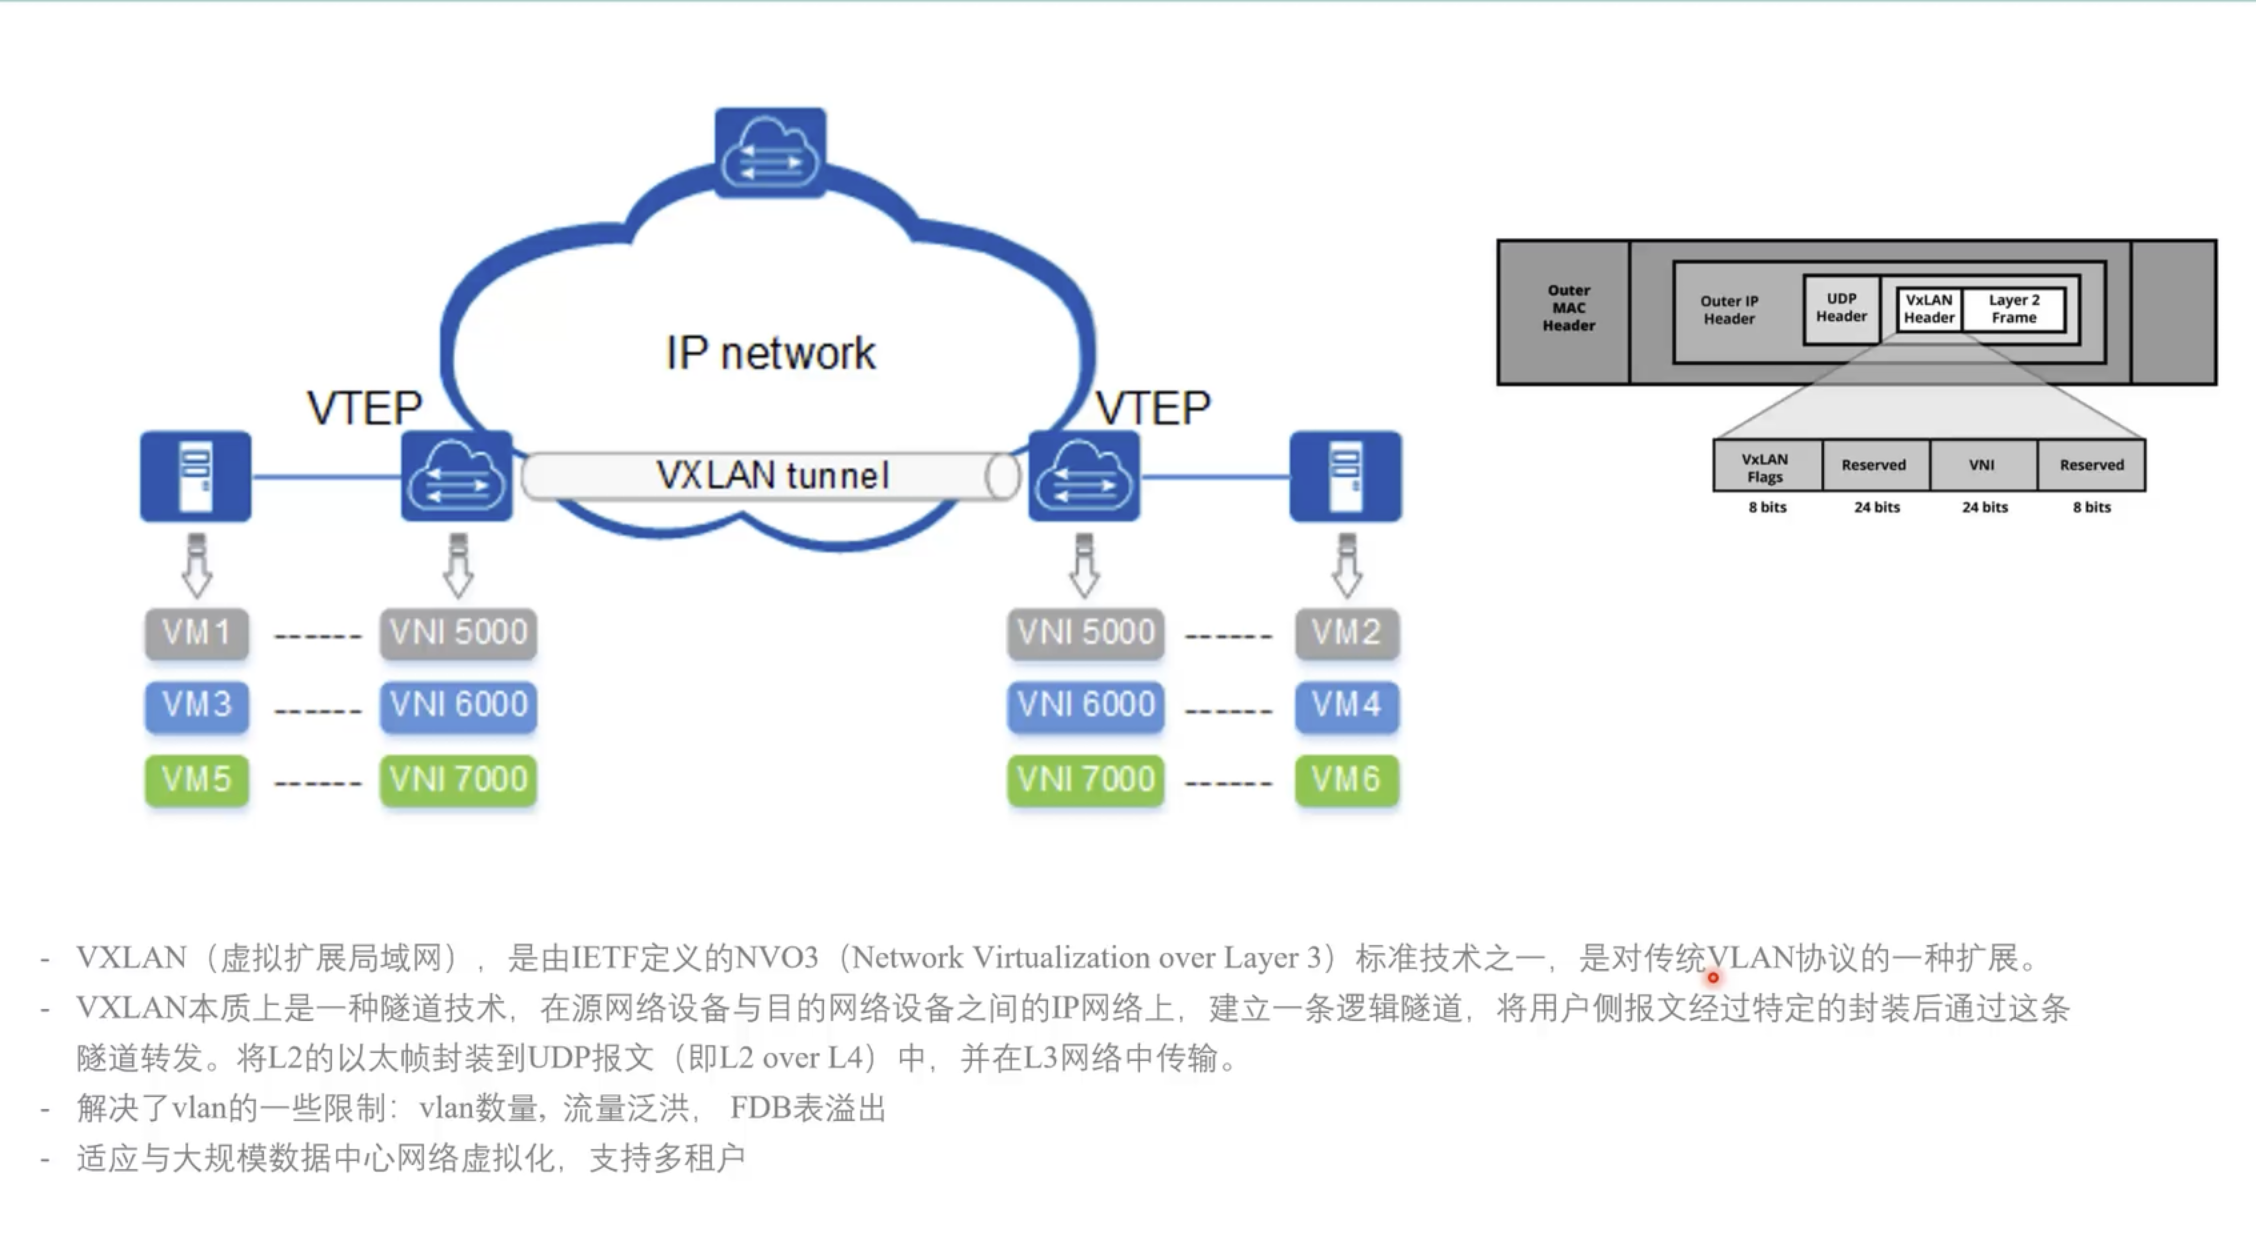 IP network
VTEP
VTEP
VXLAN tunnel
VM1
VNI 5000
VNI 5000
VM2
VM3
VNI 6000
VNI 6000
VM4
VM5
VNI 7000
VNI 7000
VM6
Outer
MAC
Header
Outer IP
Header
UDP
Header
VxLAN
Header
Layer 2
Frame
VxLAN
Flags
Reserved
VNI
Reserved
8 bits
24 bits
24 bits
8 bits
- VXLAN（虚拟扩展局域网），是由IETF定义的NVO3（Network Virtualization over Layer 3）标准技术之一，是对传统VLAN协议的一种扩展。
- VXLAN本质上是一种隧道技术，在源网络设备与目的网络设备之间的IP网络上，建立一条逻辑隧道，将用户侧报文经过特定的封装后通过这条
隧道转发。将L2的以太帧封装到UDP报文（即L2 over L4）中，并在L3网络中传输。
- 解决了vlan的一些限制：vlan数量, 流量泛洪， FDB表溢出
- 适应与大规模数据中心网络虚拟化，支持多租户